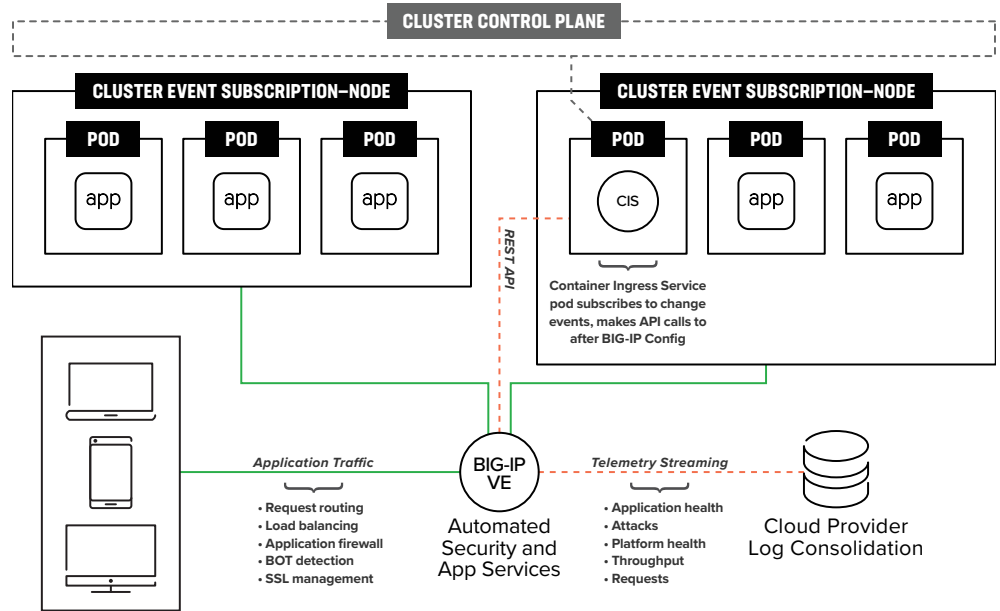 CLUSTER CONTROL PLANE
CLUSTER EVENT SUBSCRIPTION–NODE
CLUSTER EVENT SUBSCRIPTION–NODE
POD
POD
POD
POD
POD
POD
app
app
app
CIS
app
app
REST API
Container Ingress Service
pod subscribes to change
events, makes API calls to
after BIG-IP Config
Application Traffic
• Request routing
• Load balancing
• Application firewall
• BOT detection
• SSL management
BIG-IP
VE
Automated
Security and
App Services
Telemetry Streaming
• Application health
• Attacks
• Platform health
• Throughput
• Requests
Cloud Provider
Log Consolidation